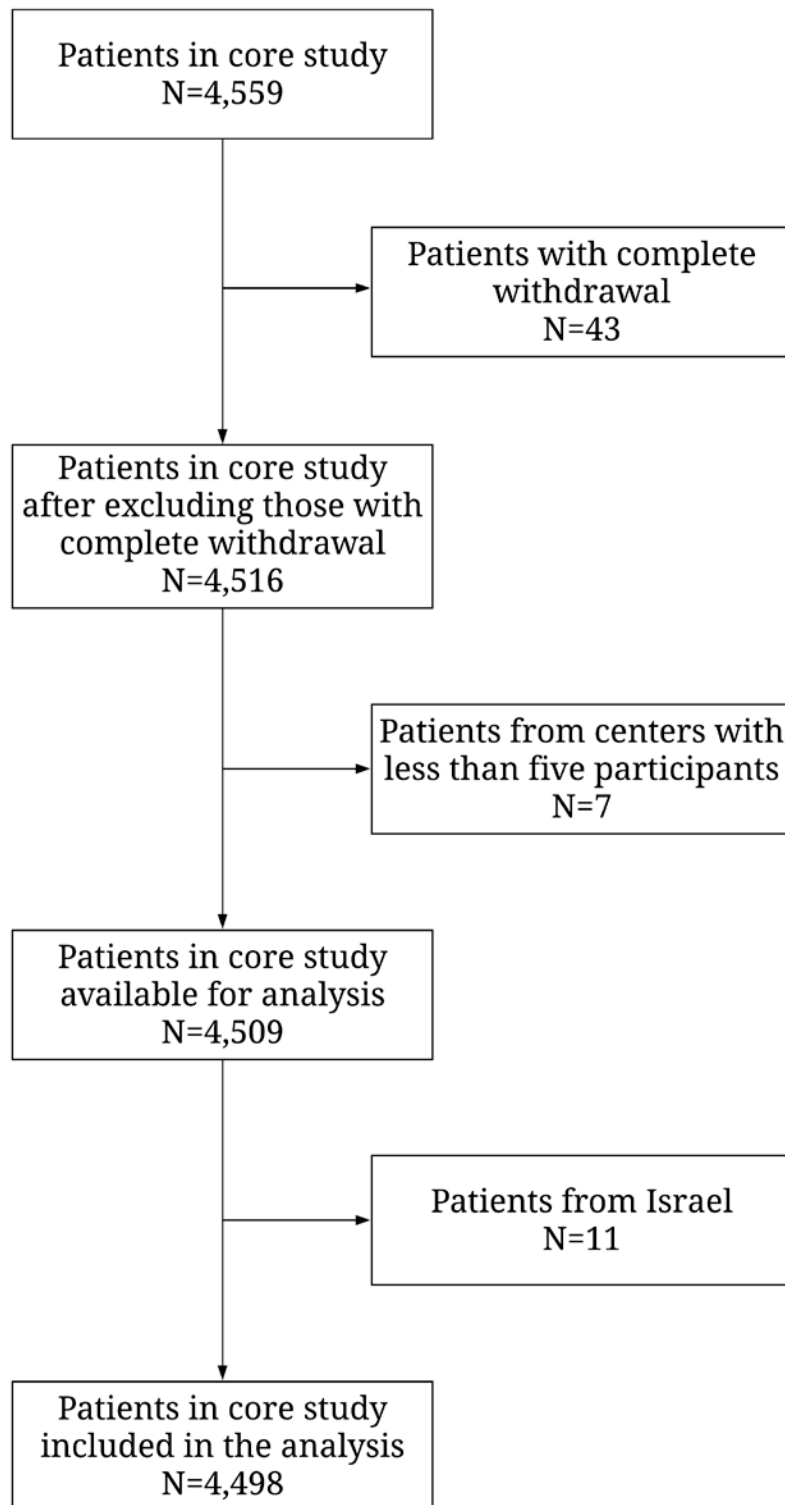 Patients in core study
N=4,559
Patients with complete
withdrawal
N=43
Patients in core study
after excluding those with
complete withdrawal
N=4,516
Patients from centers with
less than five participants
N=7
Patients in core study
available for analysis
N=4,509
Patients from Israel
N=11
Patients in core study
included in the analysis
N=4,498